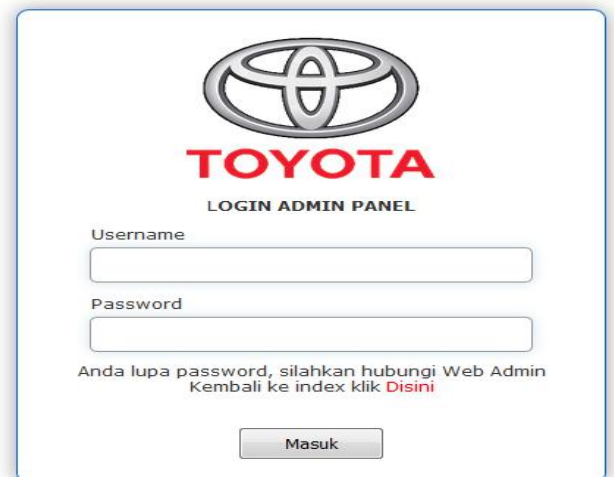 TOYOTA
LOGIN ADMIN PANEL
Username
Password
Anda lupa password, silahkan hubungi Web Admin
Kembali ke index klik Disini
Masuk